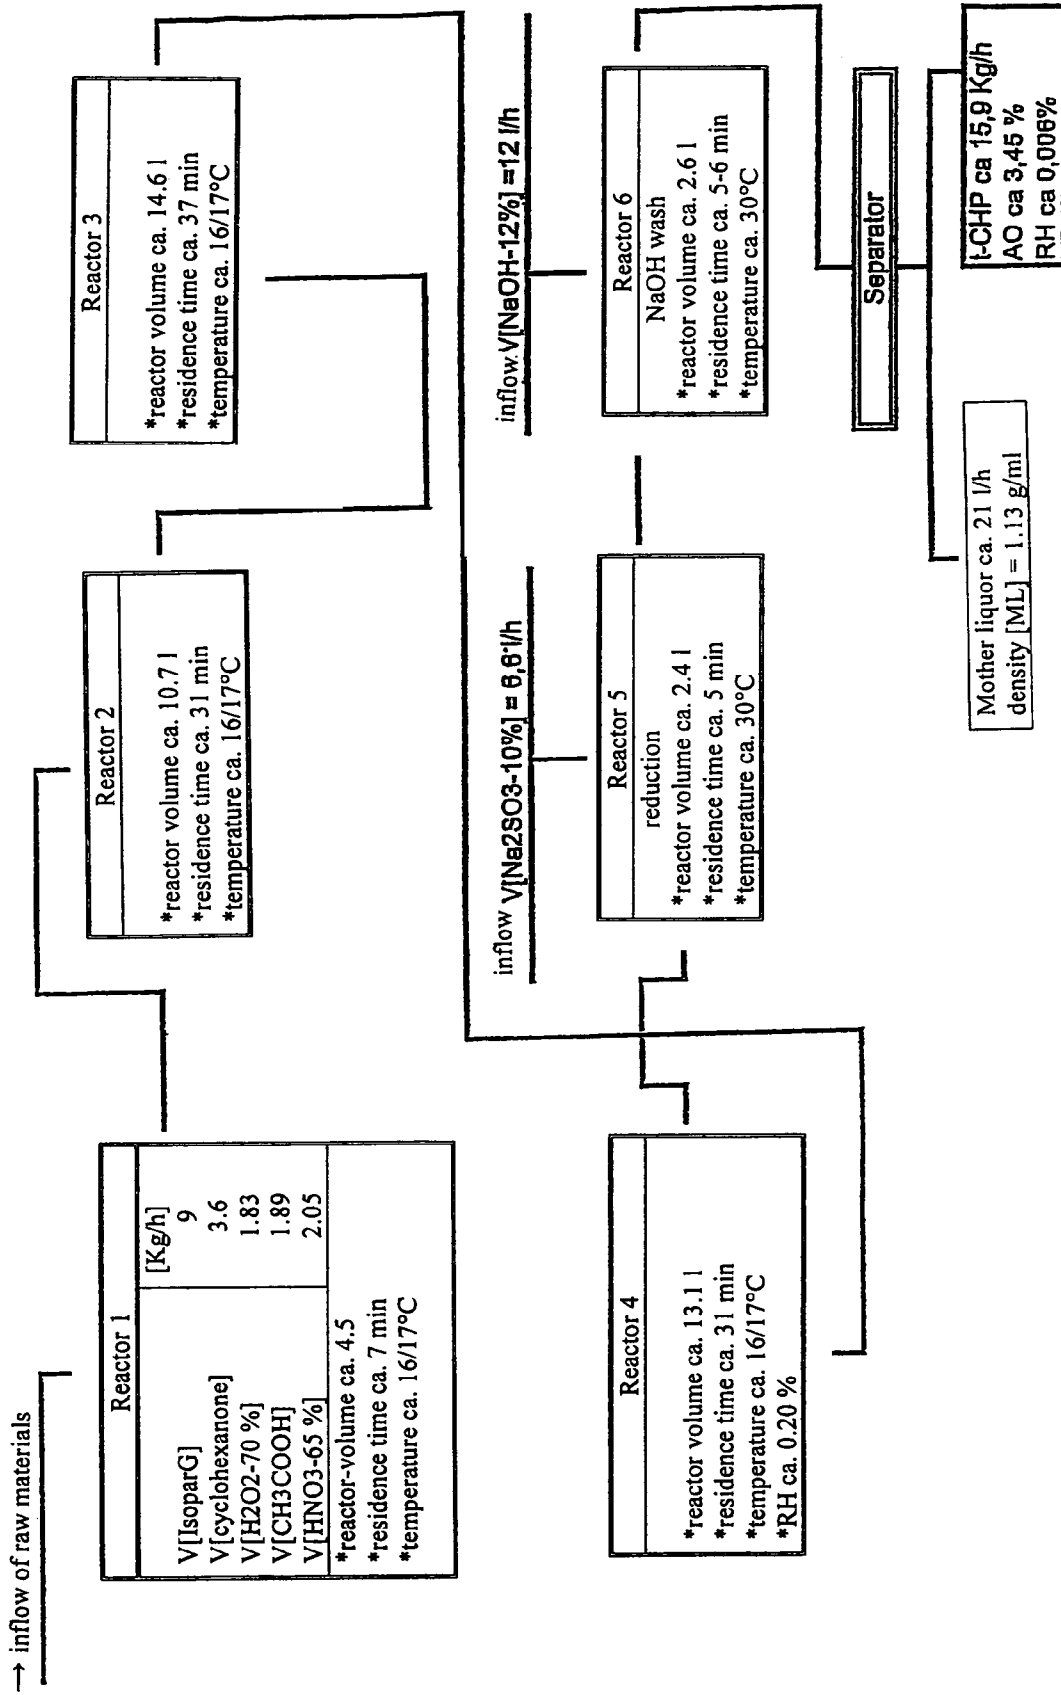 → inflow of raw materials
Reactor 1
[Kg/h]
V[IsoparG] 9
V[cyclohexanone] 3.6
V[H2O2-70 %] 1.83
V[CH3COOH] 1.89
V[HNO3-65 %] 2.05
*reactor-volume ca. 4.5
*residence time ca. 7 min
*temperature ca. 16/17°C
Reactor 2
*reactor volume ca. 10.7 l
*residence time ca. 31 min
*temperature ca. 16/17°C
Reactor 3
*reactor volume ca. 14.6 l
*residence time ca. 37 min
*temperature ca. 16/17°C
Reactor 4
*reactor volume ca. 13.1 l
*residence time ca. 31 min
*temperature ca. 16/17°C
*RH ca. 0.20 %
inflow V[Na2SO3-10%] = 6,6 l/h
Reactor 5
reduction
*reactor volume ca. 2.4 l
*residence time ca. 5 min
*temperature ca. 30°C
inflow V[NaOH-12%] =12 l/h
Reactor 6
NaOH wash
*reactor volume ca. 2.6 l
*residence time ca. 5-6 min
*temperature ca. 30°C
Separator
Mother liquor ca. 21 l/h
density [ML] = 1.13 g/ml
t-CHP ca 15,9 Kg/h
AO ca 3,45 %
RH ca 0,006%